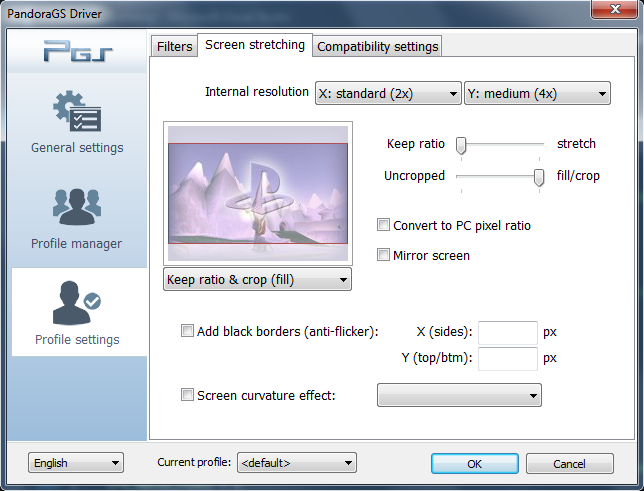 PandoraGS Driver
PGS
General settings
Profile manager
Profile settings
Filters
Screen stretching
Compatibility settings
Internal resolution
X: standard (2x)
Y: medium (4x)
Keep ratio
stretch
Uncropped
fill/crop
Convert to PC pixel ratio
Mirror screen
Keep ratio & crop (fill)
Add black borders (anti-flicker):
X (sides):
px
Y (top/btm):
px
Screen curvature effect:
English
Current profile:
<default>
OK
Cancel